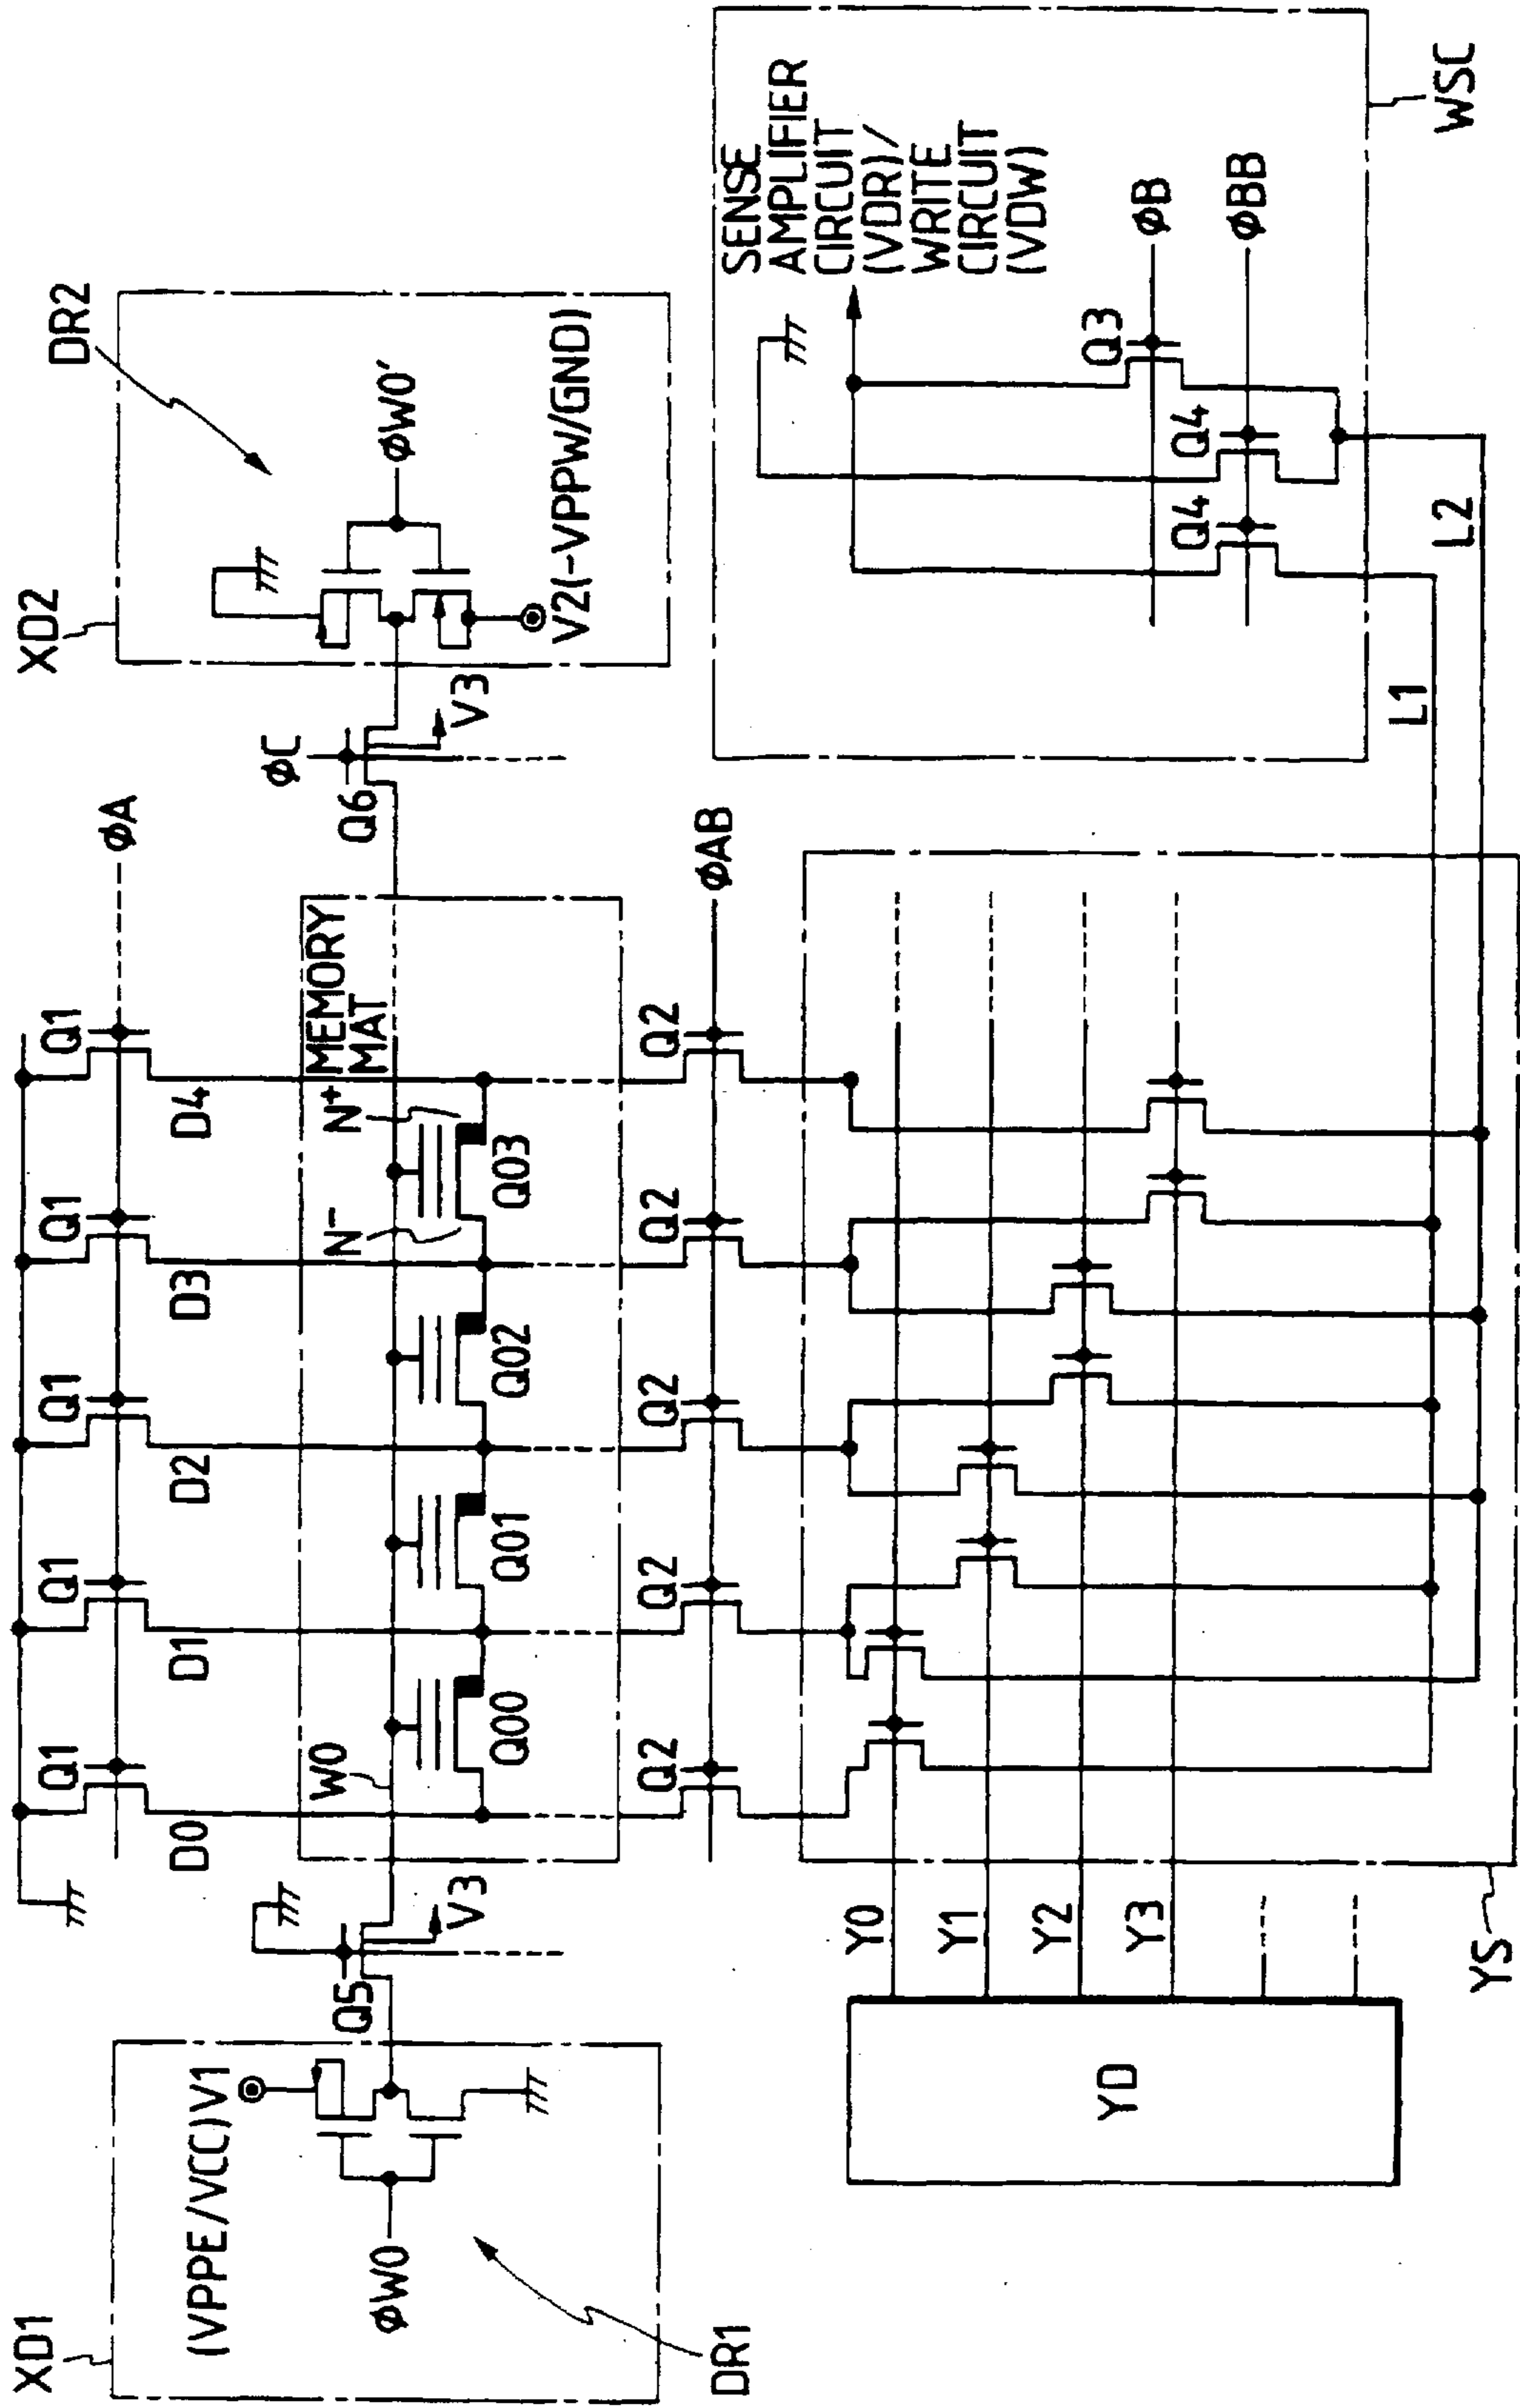 XD1
(VPPE/VCC)V1
ϕW0
DR1
Q5
V3
ϕA
Q1
Q1
Q1
Q1
Q1
D0
D1
D2
D3
D4
W0
MEMORY
MAT
N-
N+
Q00
Q01
Q02
Q03
Q2
Q2
Q2
Q2
Q2
ϕAB
ϕC
Q6
V3
XD2
DR2
ϕW0'
V2(-VPPW/GND)
YD
Y0
Y1
Y2
Y3
YS
L1
L2
SENSE
AMPLIFIER
CIRCUIT
(VDR)/
WRITE
CIRCUIT
(VDW)
Q3
ϕB
Q4
Q4
ϕBB
WSC